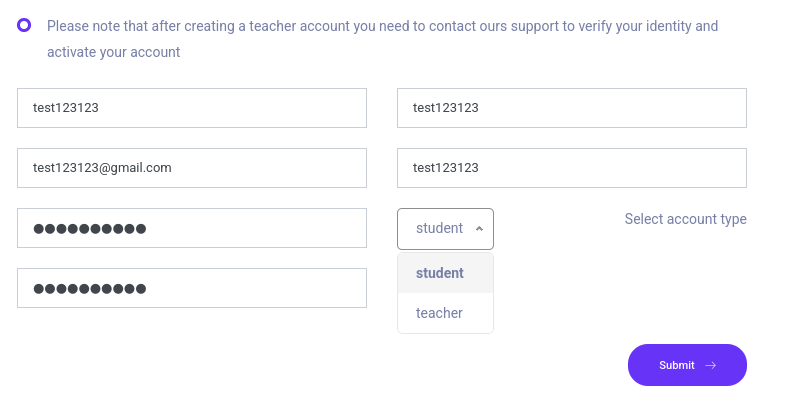 Please note that after creating a teacher account you need to contact ours support to verify your identity and
activate your account
test123123
test123123
test123123@gmail.com
test123123
●●●●●●●●●●
student
Select account type
student
●●●●●●●●●●
teacher
Submit →